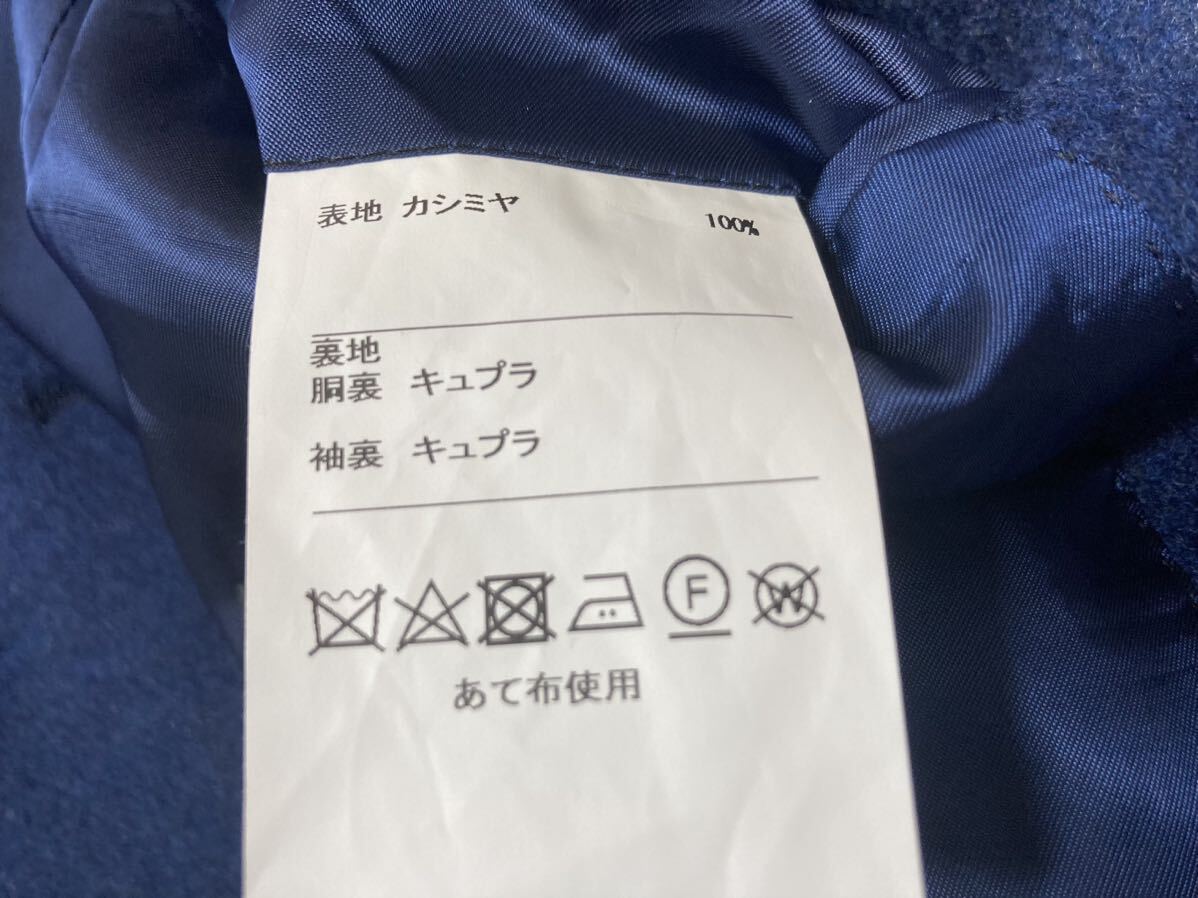 表地 カシミヤ 100%
裏地
胴裏 キュプラ
袖裏 キュプラ
F W
あて布使用